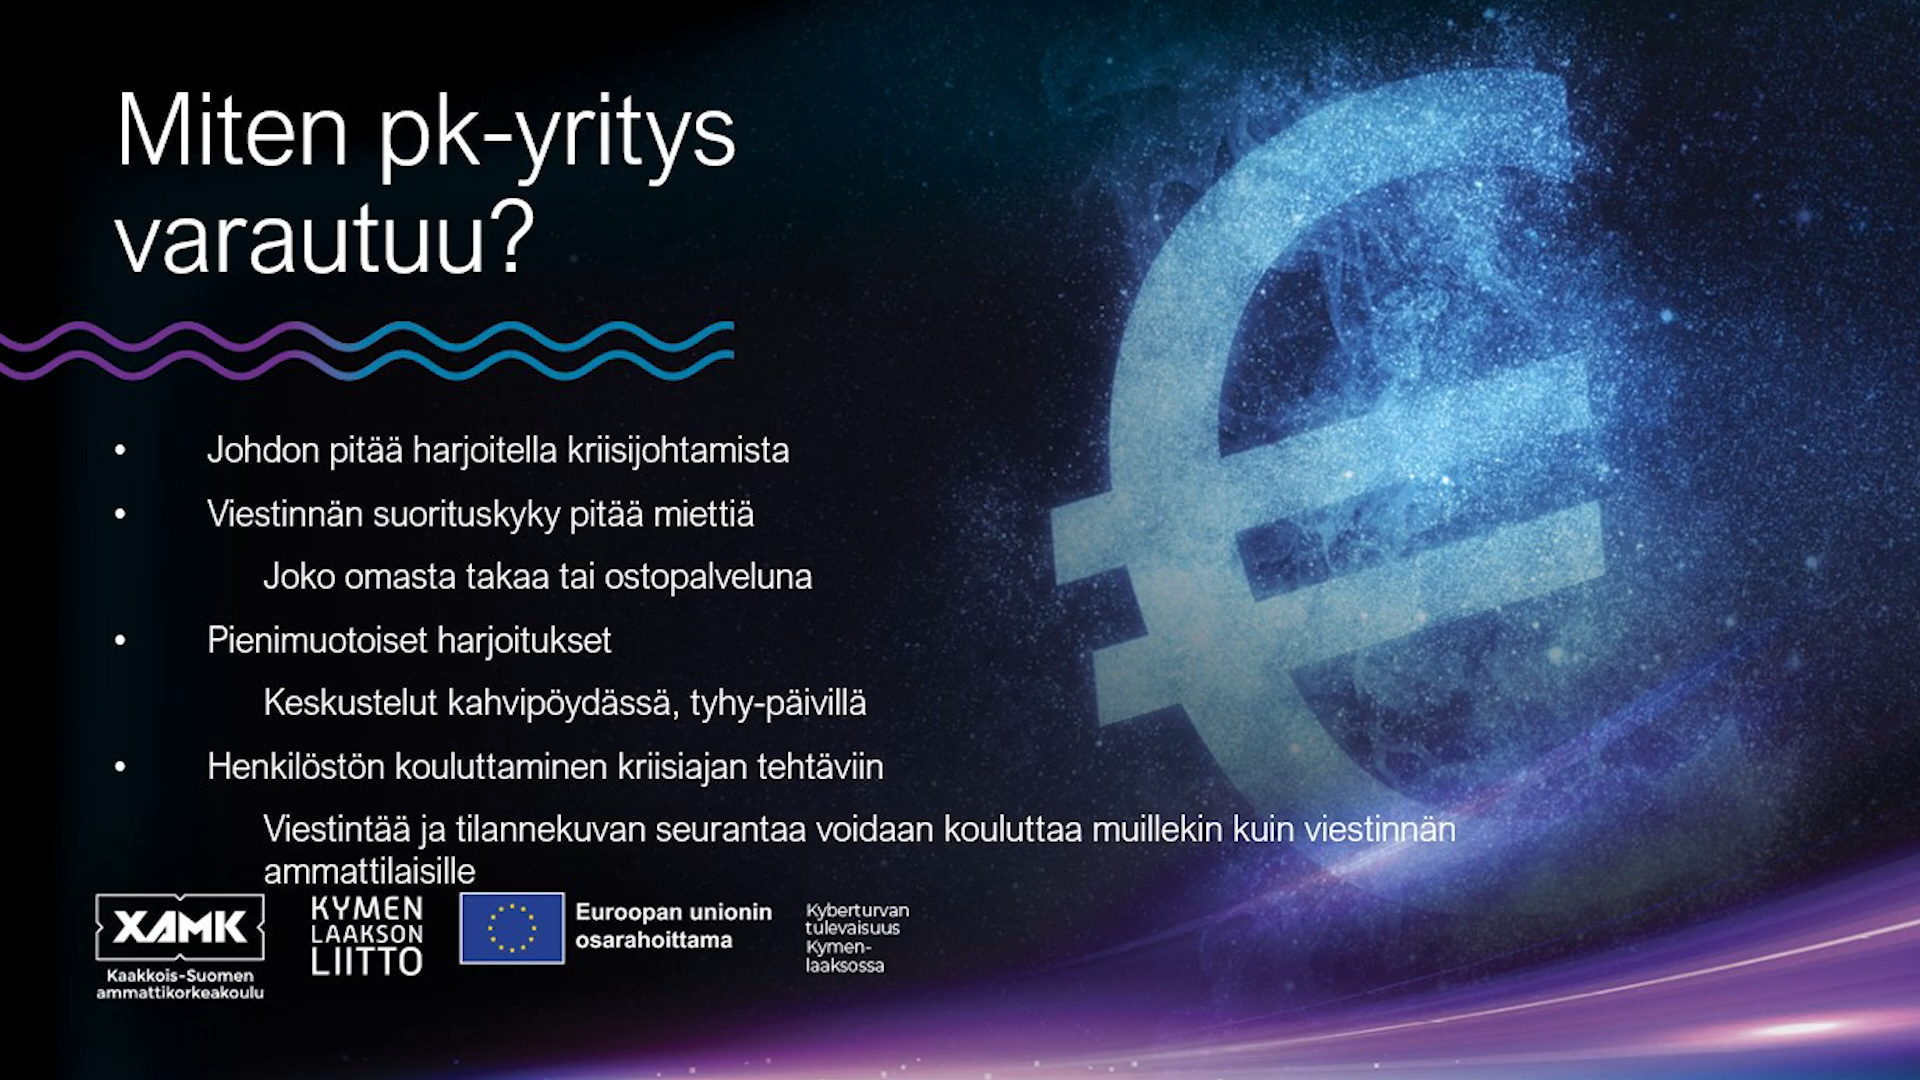 Miten pk-yritys
varautuu?
• Johdon pitää harjoitella kriisijohtamista
• Viestinnän suorituskyky pitää miettiä
Joko omasta takaa tai ostopalveluna
• Pienimuotoiset harjoitukset
Keskustelut kahvipöydässä, tyhy-päivillä
• Henkilöstön kouluttaminen kriisiajan tehtäviin
Viestintää ja tilannekuvan seurantaa voidaan kouluttaa muillekin kuin viestinnän
ammattilaisille
XAMK
Kaakkois-Suomen
ammattikorkeakoulu
KYMEN
LAAKSON
LIITTO
Euroopan unionin
osarahoittama
Kyberturvan
tulevaisuus
Kymen-
laaksossa